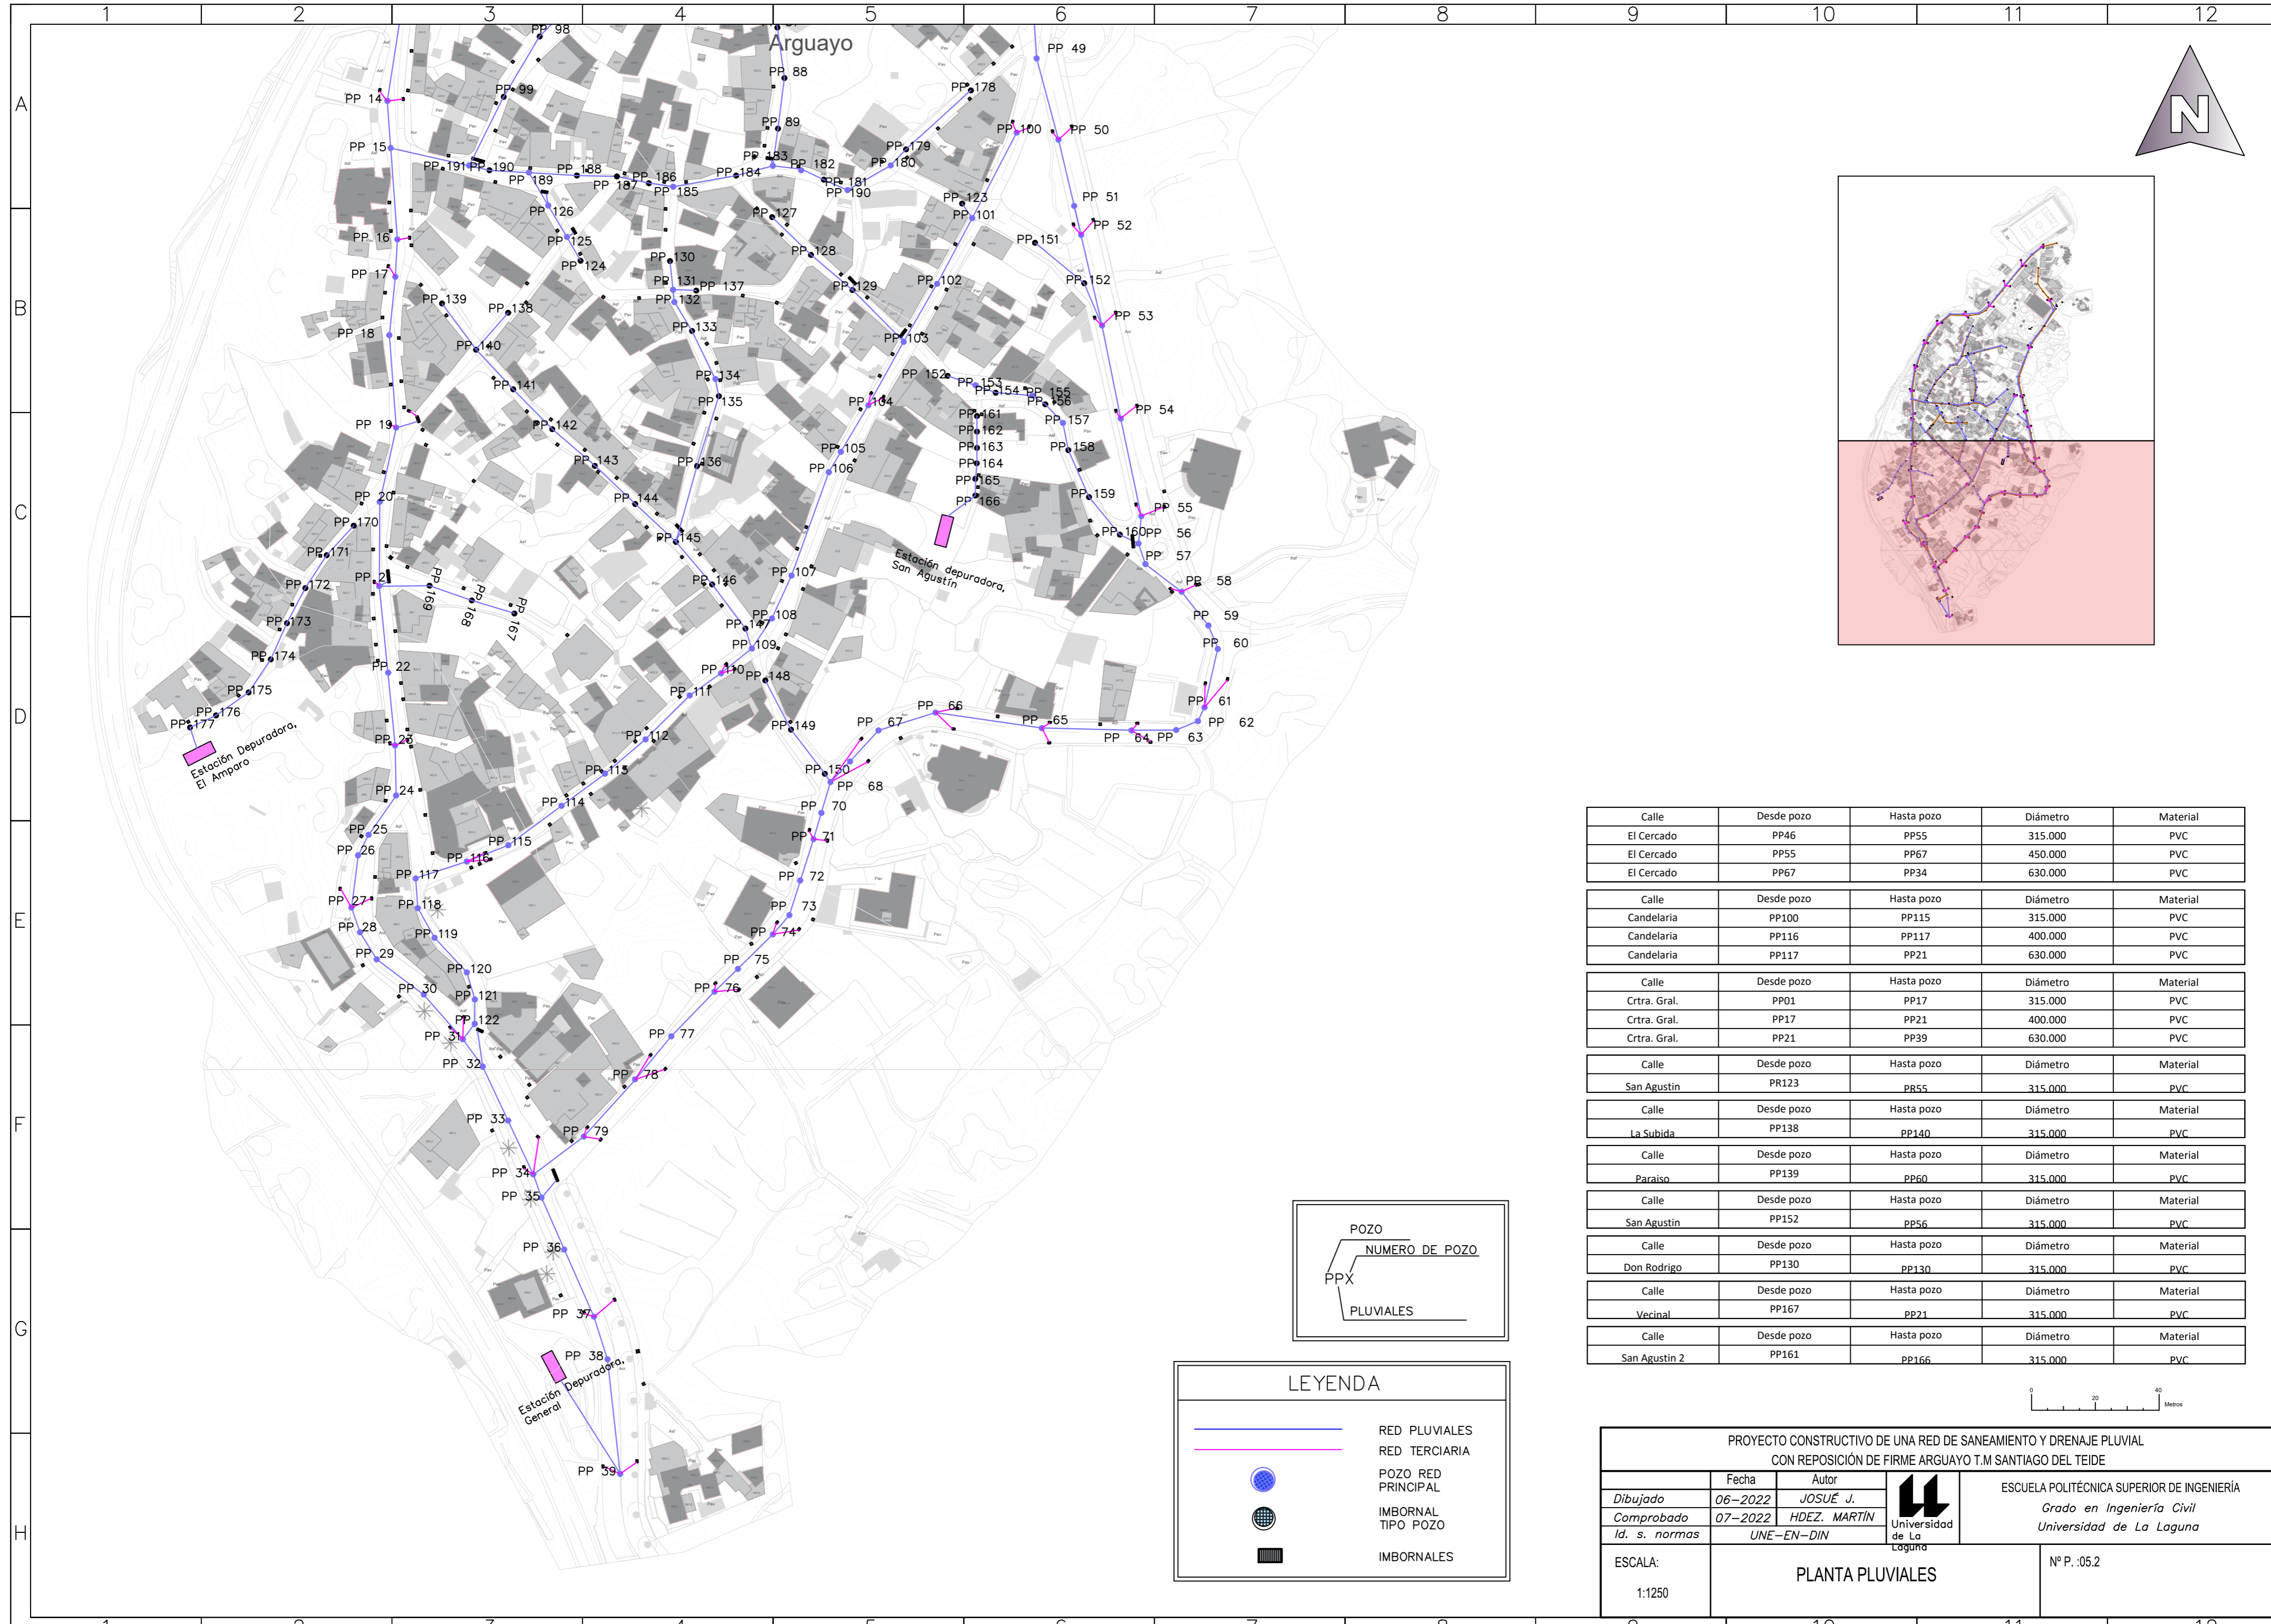 1 2 3 4 5 6 7 8 9 10 11 12
A
B
C
D
E
F
G
H
Arguayo
PP 98
PP 88
PP 49
PP 14
PP 99
PP 178
PP 89
PP 100
PP 50
PP 15
PP 191
PP 190
PP 189
PP 188
PP 187
PP 186
PP 185
PP 184
PP 183
PP 182
PP 181
PP 190
PP 180
PP 179
PP 123
PP 101
PP 51
PP 52
PP 126
PP 127
PP 16
PP 125
PP 124
PP 128
PP 151
PP 17
PP 130
PP 131
PP 137
PP 132
PP 129
PP 102
PP 152
PP 139
PP 138
PP 18
PP 133
PP 53
PP 140
PP 103
PP 141
PP 134
PP 135
PP 152
PP 153
PP 154
PP 155
PP 156
PP 104
PP 161
PP 157
PP 54
PP 19
PP 142
PP 162
PP 105
PP 163
PP 158
PP 143
PP 136
PP 106
PP 164
PP 165
PP 166
PP 159
PP 20
PP 144
PP 55
PP 170
PP 145
PP 160
PP 56
PP 171
PP 57
Estación depuradora,
San Agustín
PP 172
PP 21
PP 169
PP 168
PP 167
PP 146
PP 107
PP 58
PP 173
PP 147
PP 108
PP 59
PP 174
PP 109
PP 60
PP 22
PP 110
PP 175
PP 111
PP 148
PP 176
PP 177
PP 61
PP 62
PP 66
PP 65
PP 64
PP 63
PP 67
PP 149
PP 23
PP 112
Estación Depuradora,
El Amparo
PP 113
PP 150
PP 68
PP 24
PP 114
PP 70
PP 25
PP 26
PP 115
PP 71
PP 116
PP 117
PP 72
PP 27
PP 118
PP 73
PP 28
PP 119
PP 74
PP 29
PP 120
PP 75
PP 30
PP 121
PP 76
PP 122
PP 31
PP 77
PP 32
PP 78
PP 33
PP 79
PP 34
PP 35
PP 36
PP 37
PP 38
Estación Depuradora,
General
PP 39
N
Calle Desde pozo Hasta pozo Diámetro Material
El Cercado PP46 PP55 315.000 PVC
El Cercado PP55 PP67 450.000 PVC
El Cercado PP67 PP34 630.000 PVC
Calle Desde pozo Hasta pozo Diámetro Material
Candelaria PP100 PP115 315.000 PVC
Candelaria PP116 PP117 400.000 PVC
Candelaria PP117 PP21 630.000 PVC
Calle Desde pozo Hasta pozo Diámetro Material
Crtra. Gral. PP01 PP17 315.000 PVC
Crtra. Gral. PP17 PP21 400.000 PVC
Crtra. Gral. PP21 PP39 630.000 PVC
Calle Desde pozo Hasta pozo Diámetro Material
San Agustin PR123 PR55 315.000 PVC
Calle Desde pozo Hasta pozo Diámetro Material
La Subida PP138 PP140 315.000 PVC
Calle Desde pozo Hasta pozo Diámetro Material
Paraiso PP139 PP60 315.000 PVC
Calle Desde pozo Hasta pozo Diámetro Material
San Agustin PP152 PP56 315.000 PVC
Calle Desde pozo Hasta pozo Diámetro Material
Don Rodrigo PP130 PP130 315.000 PVC
Calle Desde pozo Hasta pozo Diámetro Material
Vecinal PP167 PP21 315.000 PVC
Calle Desde pozo Hasta pozo Diámetro Material
San Agustin 2 PP161 PP166 315.000 PVC
POZO
NUMERO DE POZO
PPX
PLUVIALES
LEYENDA
RED PLUVIALES
RED TERCIARIA
POZO RED
PRINCIPAL
IMBORNAL
TIPO POZO
IMBORNALES
0 20 40
Metros
PROYECTO CONSTRUCTIVO DE UNA RED DE SANEAMIENTO Y DRENAJE PLUVIAL
CON REPOSICIÓN DE FIRME ARGUAYO T.M SANTIAGO DEL TEIDE
Fecha Autor
Dibujado 06-2022 JOSUÉ J.
Comprobado 07-2022 HDEZ. MARTÍN
Id. s. normas UNE-EN-DIN
Universidad
de La
Laguna
ESCUELA POLITÉCNICA SUPERIOR DE INGENIERÍA
Grado en Ingeniería Civil
Universidad de La Laguna
ESCALA:
1:1250
PLANTA PLUVIALES
Nº P. :05.2